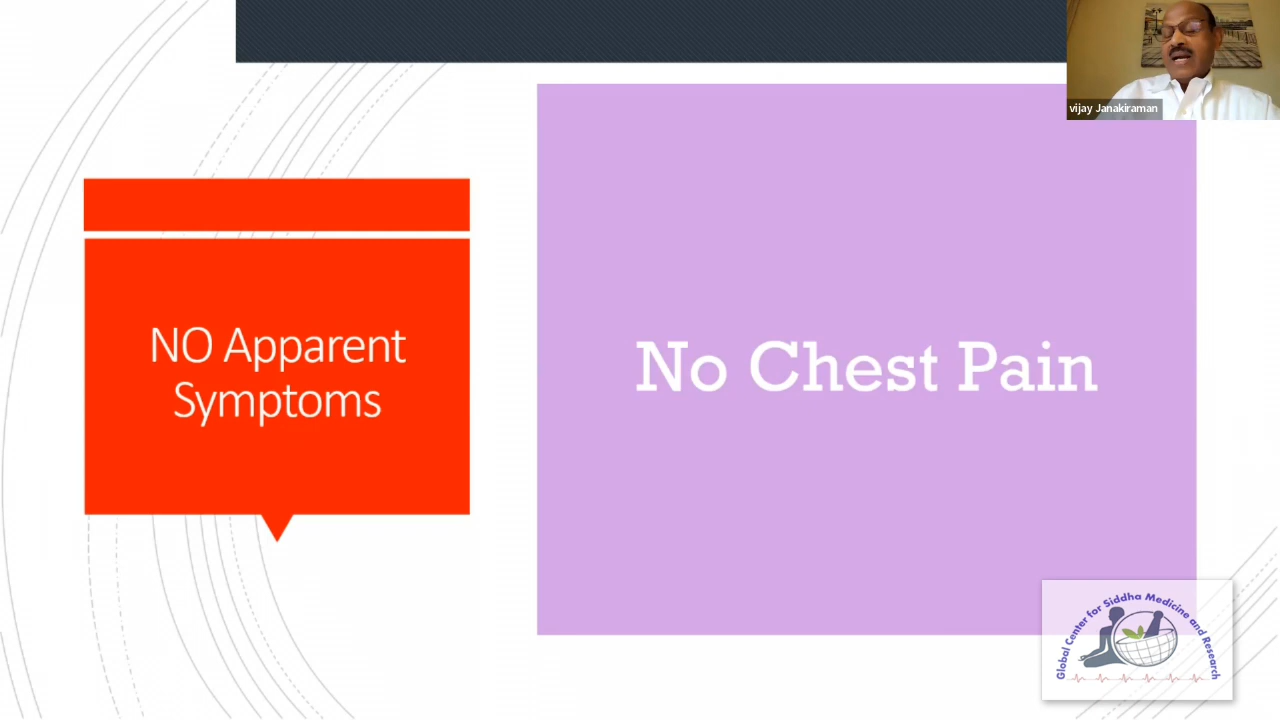 vijay Janakiraman
NO Apparent
Symptoms
No Chest Pain
Global Center for Siddha Medicine and Research